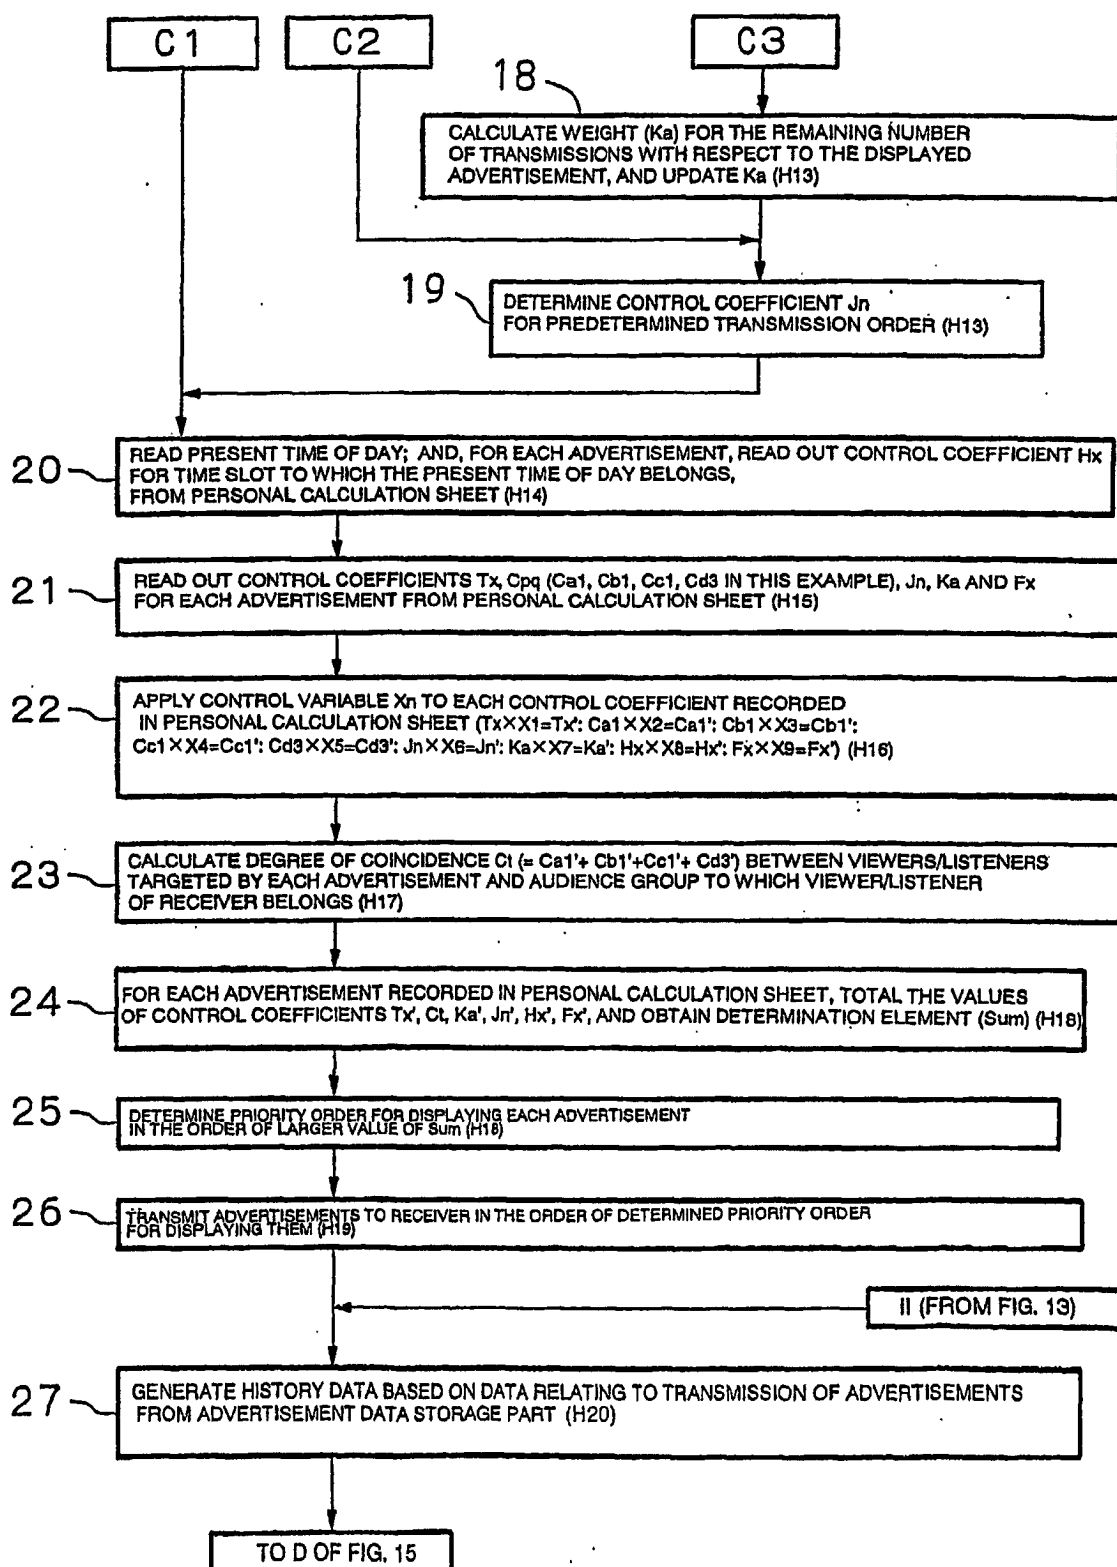 C1
C2
C3
18
CALCULATE WEIGHT (Ka) FOR THE REMAINING NUMBER
OF TRANSMISSIONS WITH RESPECT TO THE DISPLAYED
ADVERTISEMENT, AND UPDATE Ka (H13)
19
DETERMINE CONTROL COEFFICIENT Jn
FOR PREDETERMINED TRANSMISSION ORDER (H13)
20
READ PRESENT TIME OF DAY; AND, FOR EACH ADVERTISEMENT, READ OUT CONTROL COEFFICIENT Hx
FOR TIME SLOT TO WHICH THE PRESENT TIME OF DAY BELONGS,
FROM PERSONAL CALCULATION SHEET (H14)
21
READ OUT CONTROL COEFFICIENTS Tx, Cpq (Ca1, Cb1, Cc1, Cd3 IN THIS EXAMPLE), Jn, Ka AND Fx
FOR EACH ADVERTISEMENT FROM PERSONAL CALCULATION SHEET (H15)
22
APPLY CONTROL VARIABLE Xn TO EACH CONTROL COEFFICIENT RECORDED
IN PERSONAL CALCULATION SHEET (Tx×X1=Tx': Ca1×X2=Ca1': Cb1×X3=Cb1':
Cc1×X4=Cc1': Cd3×X5=Cd3': Jn×X6=Jn': Ka×X7=Ka': Hx×X8=Hx': Fx×X9=Fx') (H16)
23
CALCULATE DEGREE OF COINCIDENCE Ct (= Ca1'+ Cb1'+Cc1'+ Cd3') BETWEEN VIEWERS/LISTENERS
TARGETED BY EACH ADVERTISEMENT AND AUDIENCE GROUP TO WHICH VIEWER/LISTENER
OF RECEIVER BELONGS (H17)
24
FOR EACH ADVERTISEMENT RECORDED IN PERSONAL CALCULATION SHEET, TOTAL THE VALUES
OF CONTROL COEFFICIENTS Tx', Ct, Ka', Jn', Hx', Fx', AND OBTAIN DETERMINATION ELEMENT (Sum) (H18)
25
DETERMINE PRIORITY ORDER FOR DISPLAYING EACH ADVERTISEMENT
IN THE ORDER OF LARGER VALUE OF Sum (H18)
26
TRANSMIT ADVERTISEMENTS TO RECEIVER IN THE ORDER OF DETERMINED PRIORITY ORDER
FOR DISPLAYING THEM (H19)
II (FROM FIG. 13)
27
GENERATE HISTORY DATA BASED ON DATA RELATING TO TRANSMISSION OF ADVERTISEMENTS
FROM ADVERTISEMENT DATA STORAGE PART (H20)
TO D OF FIG. 15